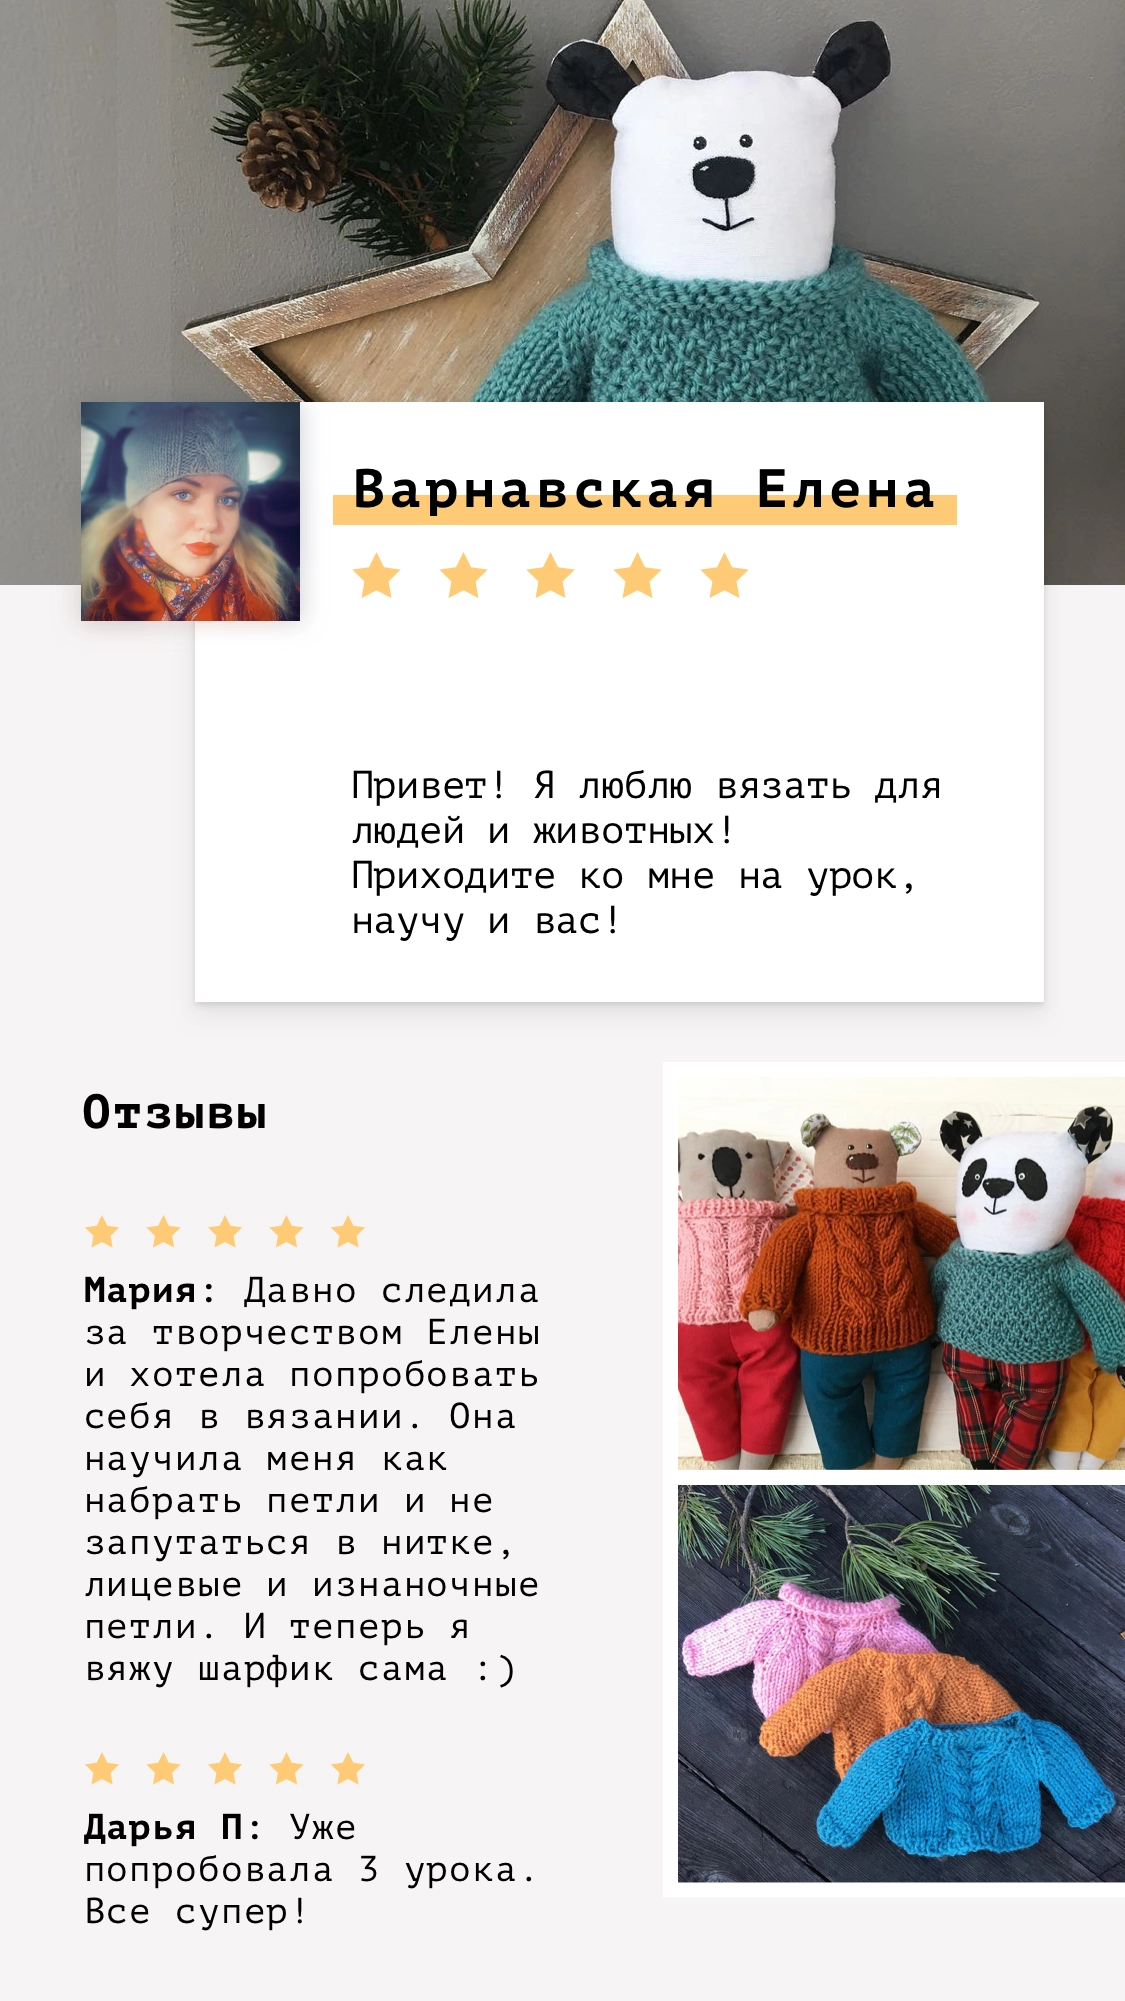 Варнавская Елена
Привет! Я люблю вязать для
людей и животных!
Приходите ко мне на урок,
научу и вас!
Отзывы
Мария: Давно следила
за творчеством Елены
и хотела попробовать
себя в вязании. Она
научила меня как
набрать петли и не
запутаться в нитке,
лицевые и изнаночные
петли. И теперь я
вяжу шарфик сама :)
Дарья П: Уже
попробовала 3 урока.
Все супер!